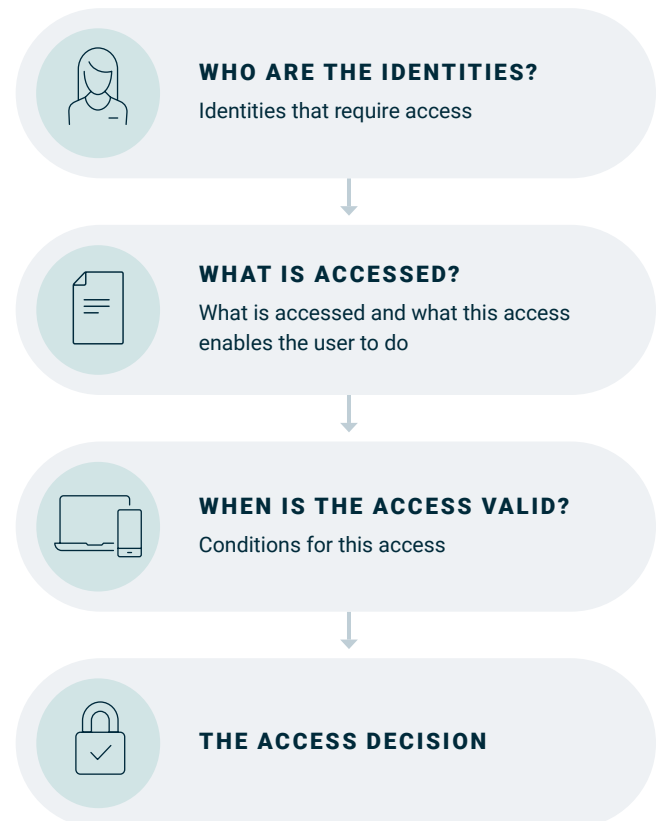 WHO ARE THE IDENTITIES?
Identities that require access
WHAT IS ACCESSED?
What is accessed and what this access
enables the user to do
WHEN IS THE ACCESS VALID?
Conditions for this access
THE ACCESS DECISION